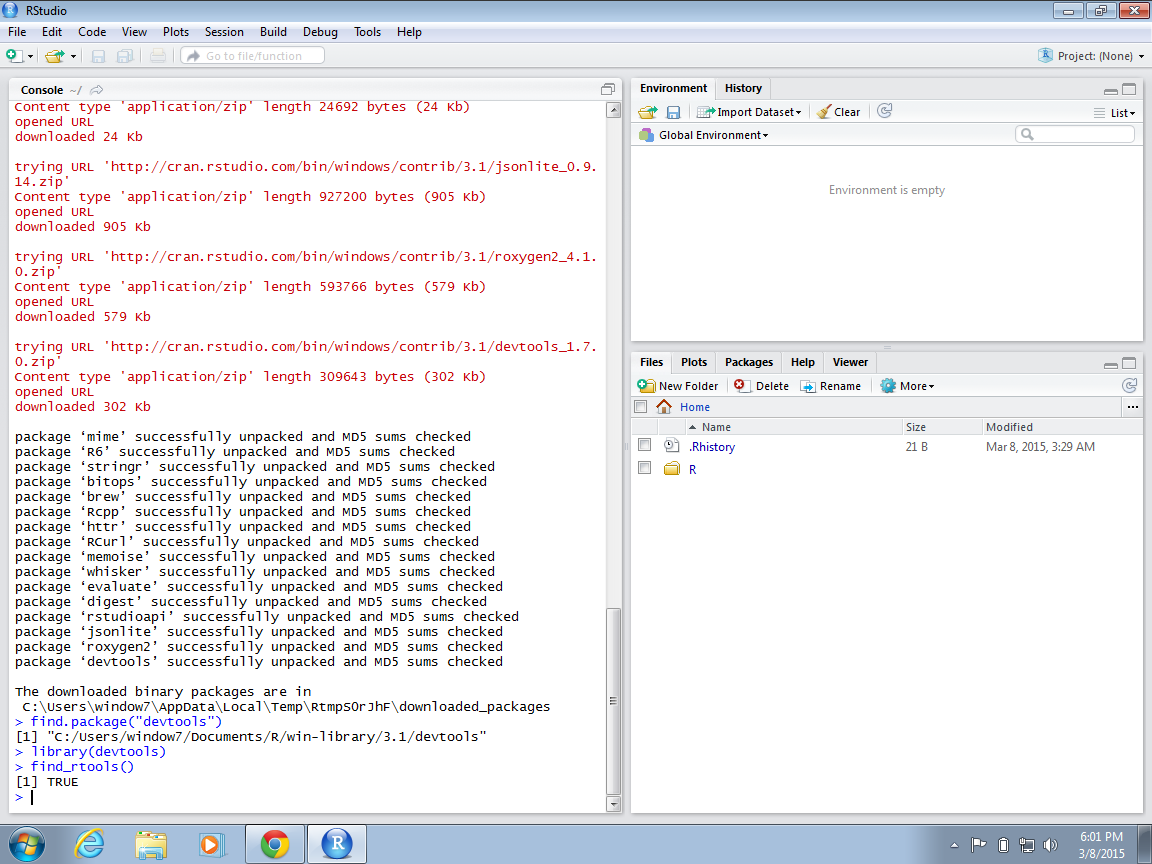 RStudio
File Edit Code View Plots Session Build Debug Tools Help
Go to file/function
Project: (None)
Console ~/
Content type 'application/zip' length 24692 bytes (24 Kb)
opened URL
downloaded 24 Kb
trying URL 'http://cran.rstudio.com/bin/windows/contrib/3.1/jsonlite_0.9.
14.zip'
Content type 'application/zip' length 927200 bytes (905 Kb)
opened URL
downloaded 905 Kb
trying URL 'http://cran.rstudio.com/bin/windows/contrib/3.1/roxygen2_4.1.
0.zip'
Content type 'application/zip' length 593766 bytes (579 Kb)
opened URL
downloaded 579 Kb
trying URL 'http://cran.rstudio.com/bin/windows/contrib/3.1/devtools_1.7.
0.zip'
Content type 'application/zip' length 309643 bytes (302 Kb)
opened URL
downloaded 302 Kb
package ‘mime’ successfully unpacked and MD5 sums checked
package ‘R6’ successfully unpacked and MD5 sums checked
package ‘stringr’ successfully unpacked and MD5 sums checked
package ‘bitops’ successfully unpacked and MD5 sums checked
package ‘brew’ successfully unpacked and MD5 sums checked
package ‘Rcpp’ successfully unpacked and MD5 sums checked
package ‘httr’ successfully unpacked and MD5 sums checked
package ‘RCurl’ successfully unpacked and MD5 sums checked
package ‘memoise’ successfully unpacked and MD5 sums checked
package ‘whisker’ successfully unpacked and MD5 sums checked
package ‘evaluate’ successfully unpacked and MD5 sums checked
package ‘digest’ successfully unpacked and MD5 sums checked
package ‘rstudioapi’ successfully unpacked and MD5 sums checked
package ‘jsonlite’ successfully unpacked and MD5 sums checked
package ‘roxygen2’ successfully unpacked and MD5 sums checked
package ‘devtools’ successfully unpacked and MD5 sums checked
The downloaded binary packages are in
C:\Users\window7\AppData\Local\Temp\RtmpS0rJhF\downloaded_packages
> find.package("devtools")
[1] "C:/Users/window7/Documents/R/win-library/3.1/devtools"
> library(devtools)
> find_rtools()
[1] TRUE
>
Environment History
Import Dataset Clear List
Global Environment
Environment is empty
Files Plots Packages Help Viewer
New Folder Delete Rename More
Home ...
Name Size Modified
.Rhistory 21 B Mar 8, 2015, 3:29 AM
R
6:01 PM
3/8/2015